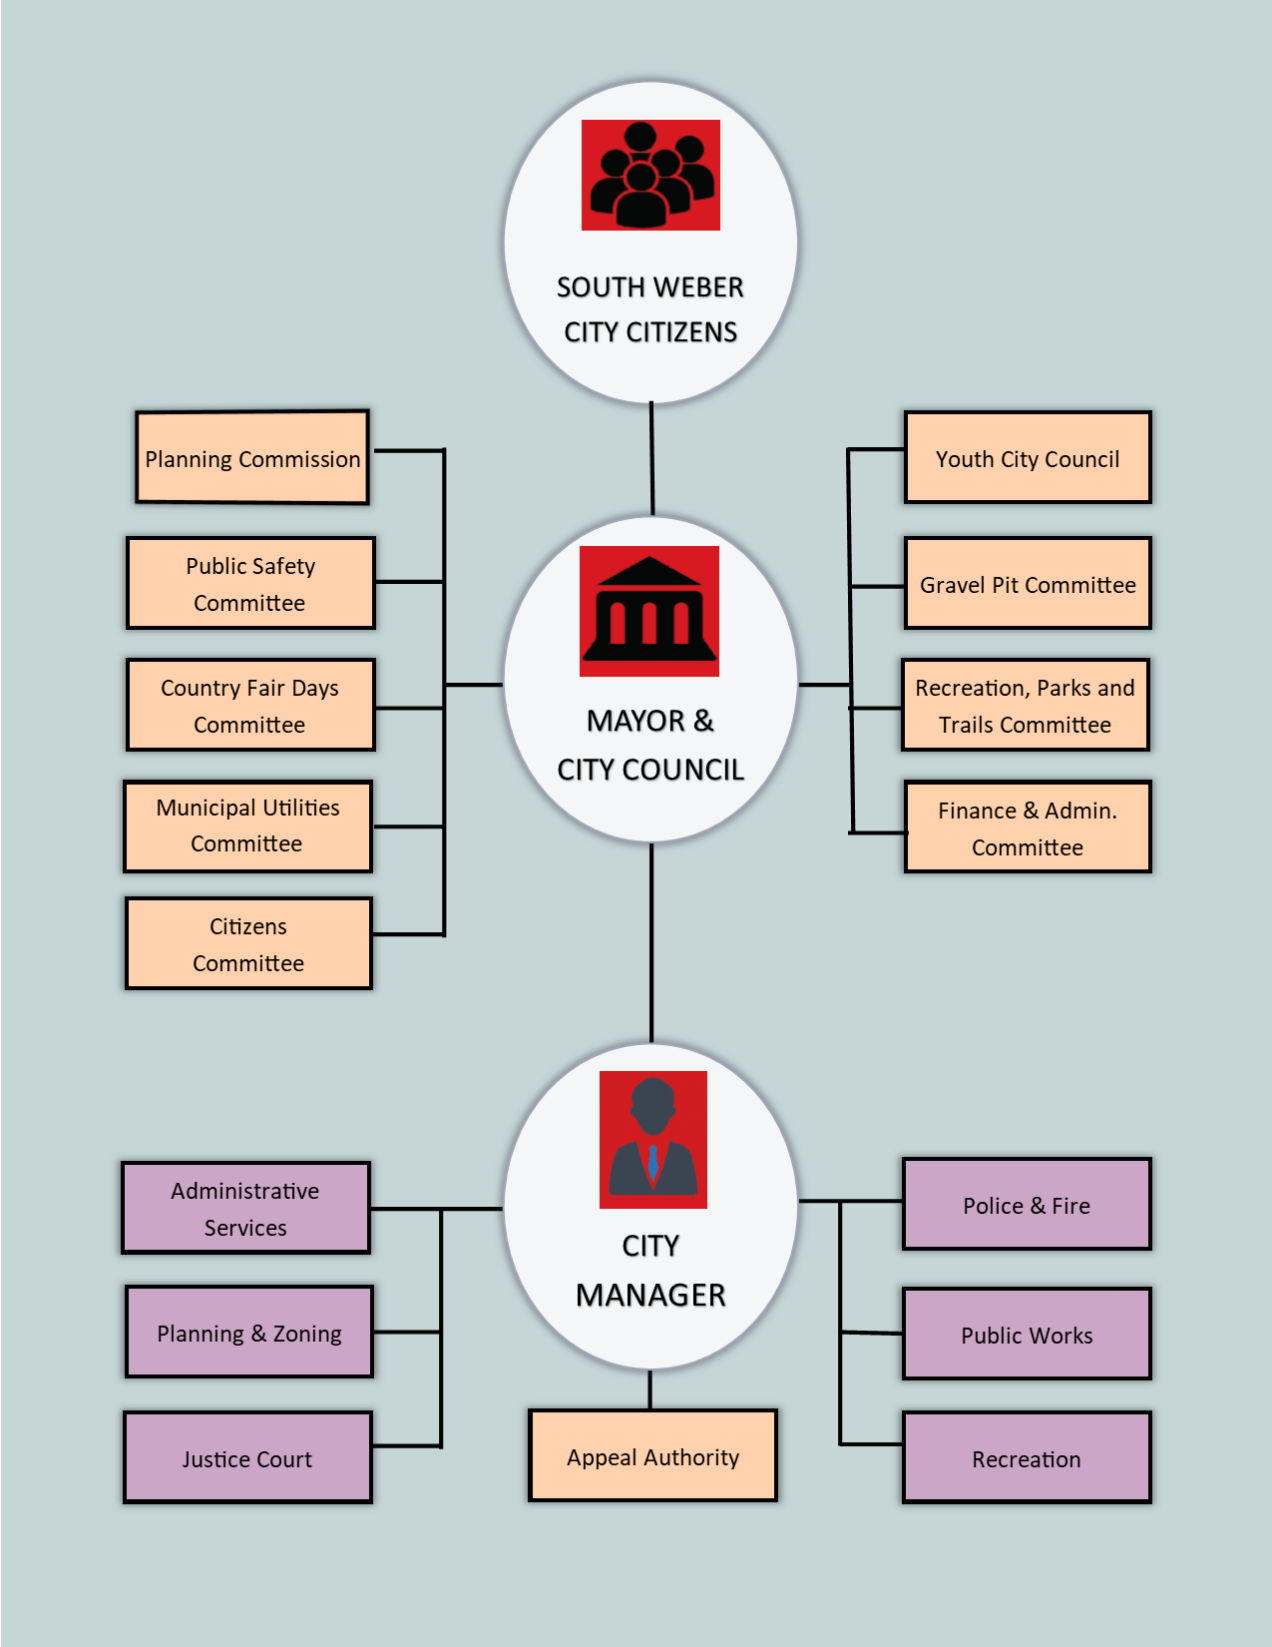 SOUTH WEBER
CITY CITIZENS
Planning Commission
Public Safety
Committee
Country Fair Days
Committee
Municipal Utilities
Committee
Citizens
Committee
MAYOR &
CITY COUNCIL
Youth City Council
Gravel Pit Committee
Recreation, Parks and
Trails Committee
Finance & Admin.
Committee
Administrative
Services
Planning & Zoning
Justice Court
CITY
MANAGER
Appeal Authority
Police & Fire
Public Works
Recreation